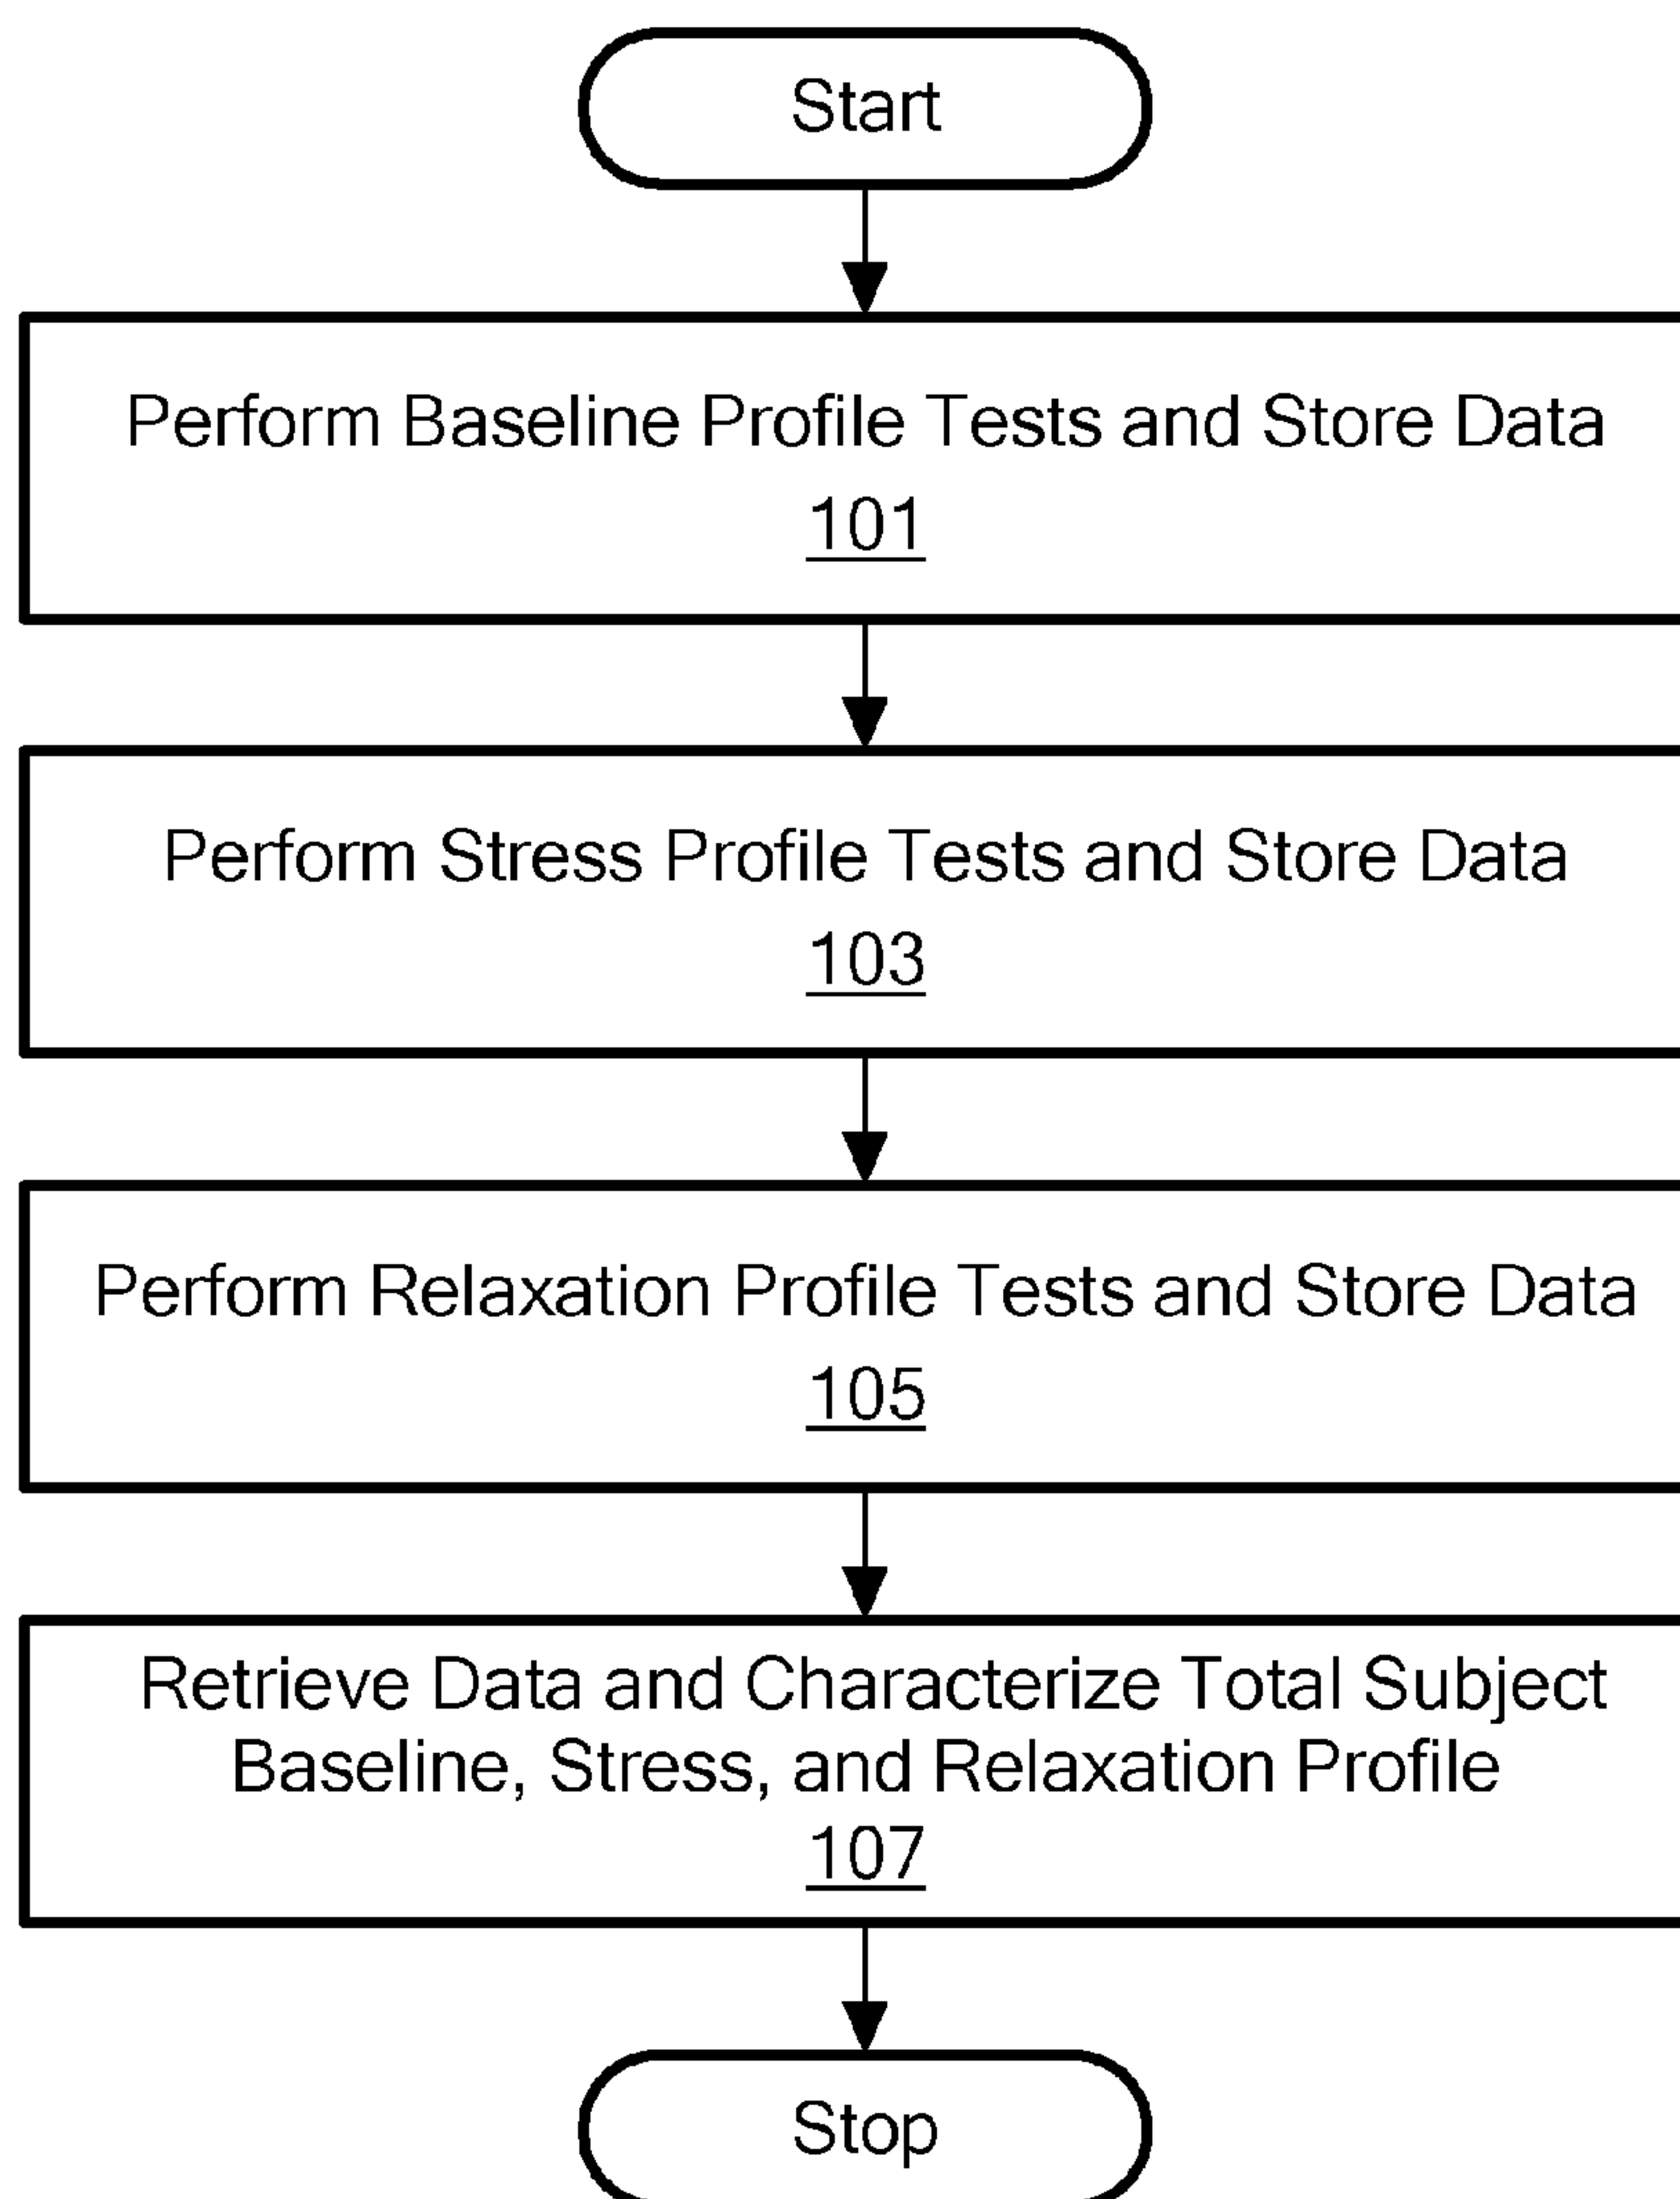 Start
Perform Baseline Profile Tests and Store Data
101
Perform Stress Profile Tests and Store Data
103
Perform Relaxation Profile Tests and Store Data
105
Retrieve Data and Characterize Total Subject
Baseline, Stress, and Relaxation Profile
107
Stop